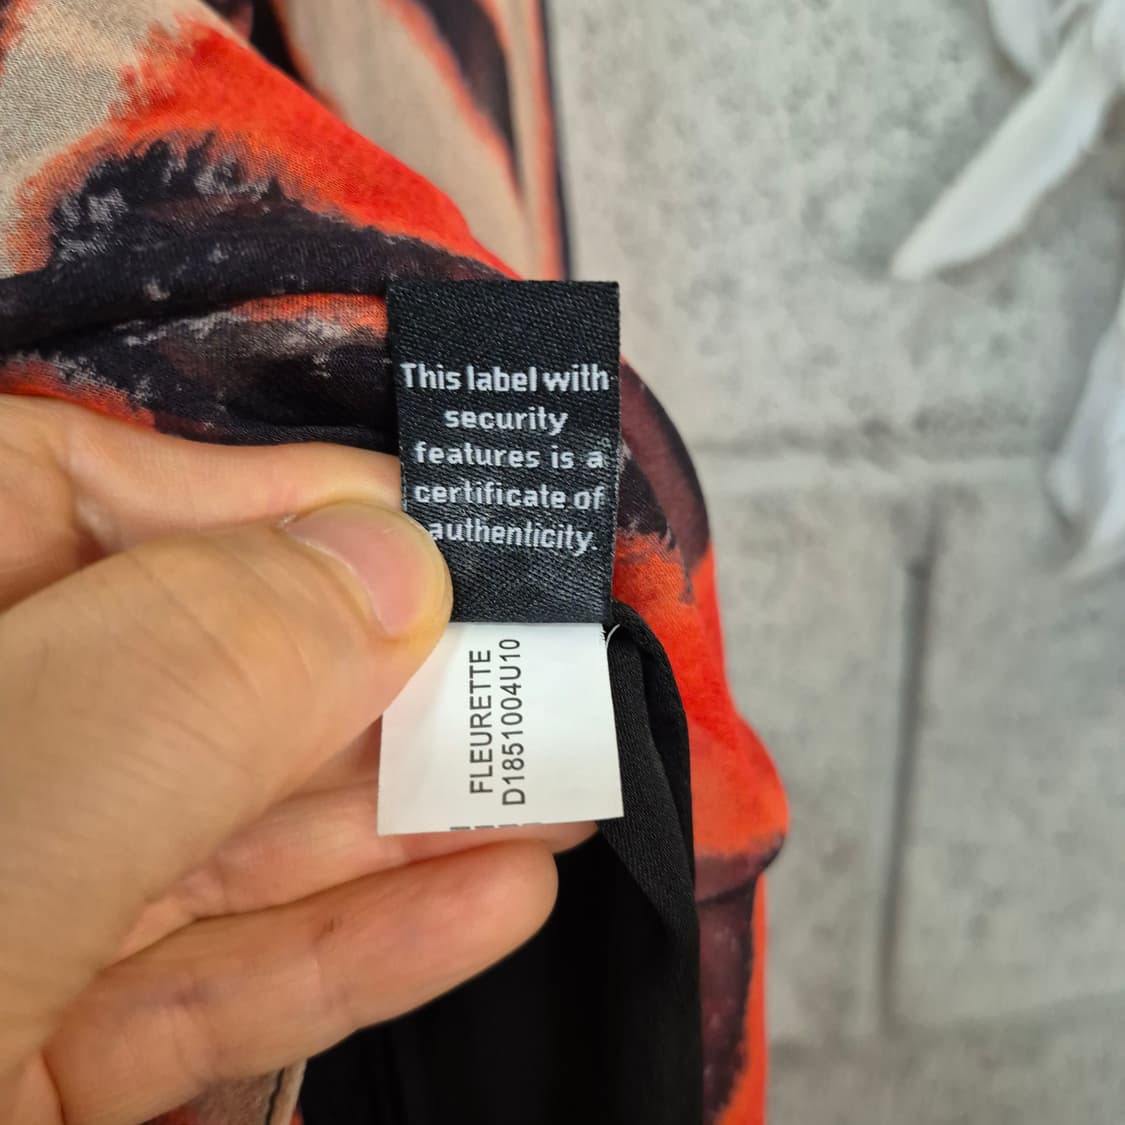 This label with
security
features is a
certificate of
authenticity.
FLEURETTE
D1851004U10